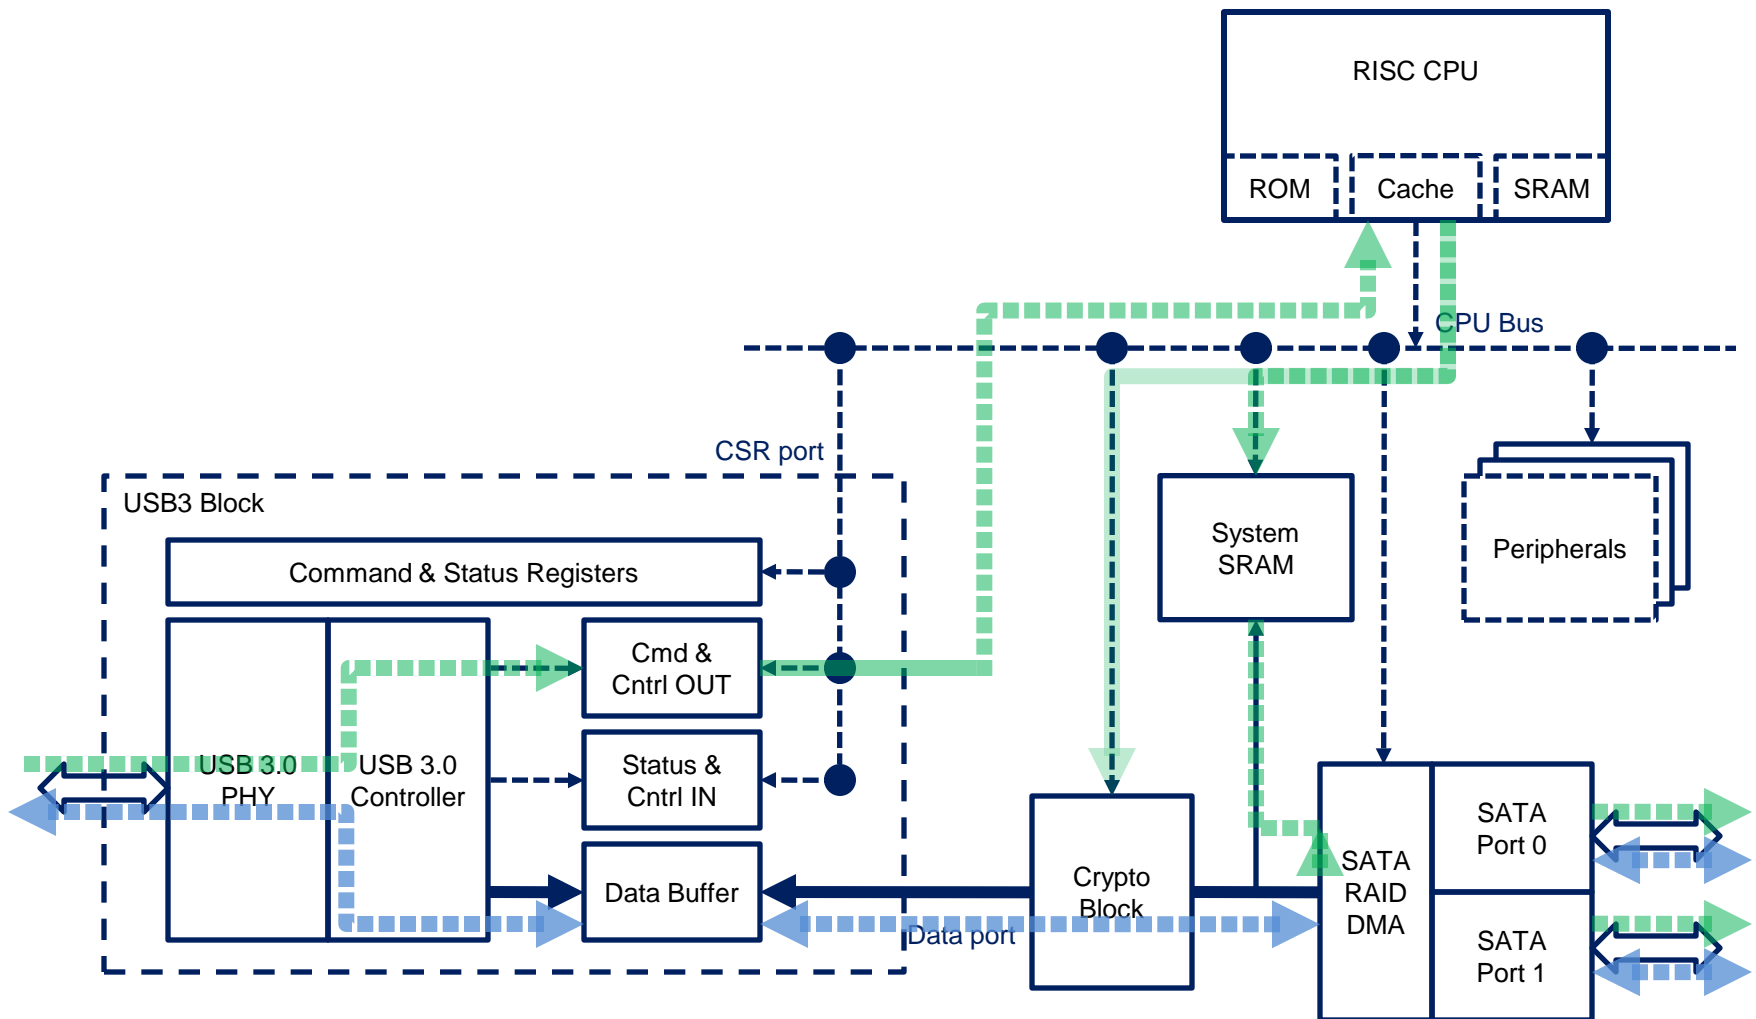 RISC CPU
ROM
Cache
SRAM
CPU Bus
CSR port
USB3 Block
Command & Status Registers
System
SRAM
Peripherals
Cmd &
Cntrl OUT
USB 3.0
PHY
USB 3.0
Controller
Status &
Cntrl IN
Data Buffer
Data port
Crypto
Block
SATA
RAID
DMA
SATA
Port 0
SATA
Port 1